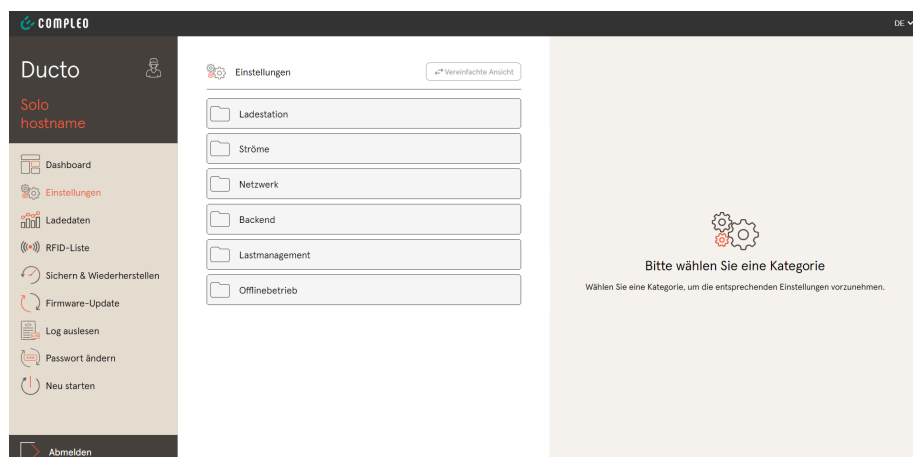 COMPLEO
DE
Ducto
Solo
hostname
Dashboard
Einstellungen
Ladedaten
RFID-Liste
Sichern & Wiederherstellen
Firmware-Update
Log auslesen
Passwort ändern
Neu starten
Abmelden
Einstellungen
Vereinfachte Ansicht
Ladestation
Ströme
Netzwerk
Backend
Lastmanagement
Offlinebetrieb
Bitte wählen Sie eine Kategorie
Wählen Sie eine Kategorie, um die entsprechenden Einstellungen vorzunehmen.